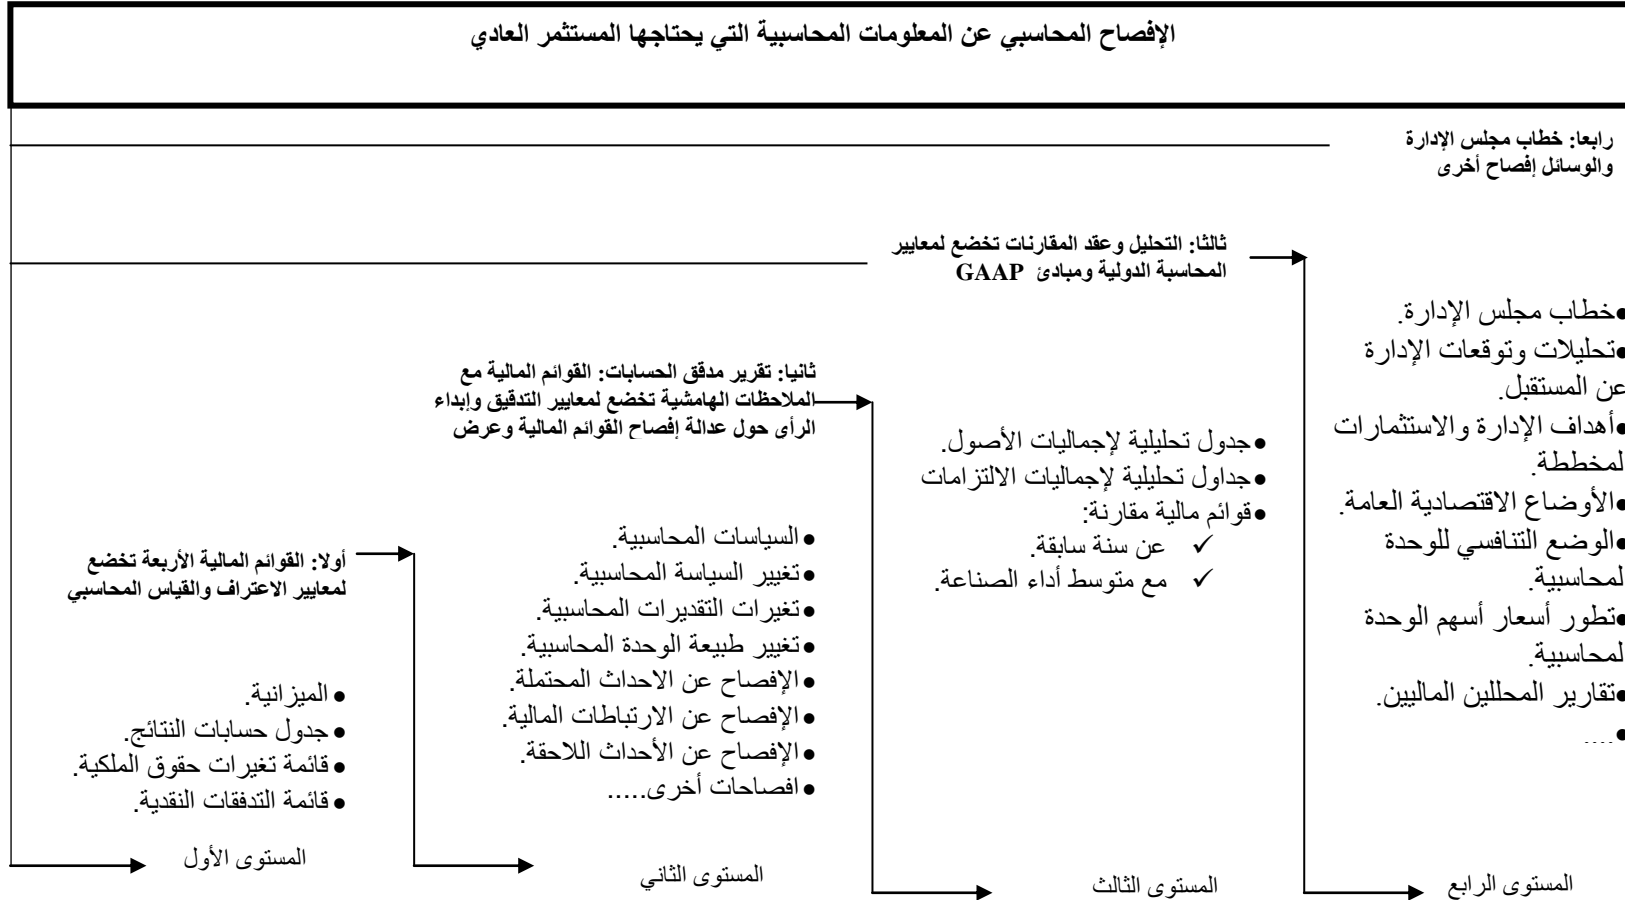 الإفصاح المحاسبي عن المعلومات المحاسبية التي يحتاجها المستثمر العادي
رابعا: خطاب مجلس الإدارة
والوسائل إفصاح أخرى
خطاب مجلس الإدارة.
تحليلات وتوقعات الإدارة
عن المستقبل.
أهداف الإدارة والاستثمارات
لمخططة.
الأوضاع الاقتصادية العامة.
الوضع التنافسي للوحدة
لمحاسبية.
تطور أسعار أسهم الوحدة
لمحاسبية.
تقارير المحللين الماليين.
....
المستوى الرابع
ثالثا: التحليل وعقد المقارنات تخضع لمعايير
المحاسبة الدولية ومبادئ GAAP
جدول تحليلية لإجماليات الأصول.
جداول تحليلية لإجماليات الالتزامات
قوائم مالية مقارنة:
✓ عن سنة سابقة.
✓ مع متوسط أداء الصناعة.
المستوى الثالث
ثانيا: تقرير مدقق الحسابات: القوائم المالية مع
الملاحظات الهامشية تخضع لمعايير التدقيق وإبداء
الرأي حول عدالة إفصاح القوائم المالية وعرض
السياسات المحاسبية.
تغيير السياسة المحاسبية.
تغيرات التقديرات المحاسبية.
تغيير طبيعة الوحدة المحاسبية.
الإفصاح عن الاحداث المحتملة.
الإفصاح عن الارتباطات المالية.
الإفصاح عن الأحداث اللاحقة.
افصاحات أخرى.....
المستوى الثاني
أولا: القوائم المالية الأربعة تخضع
لمعايير الاعتراف والقياس المحاسبي
الميزانية.
جدول حسابات النتائج.
قائمة تغيرات حقوق الملكية.
قائمة التدفقات النقدية.
المستوى الأول